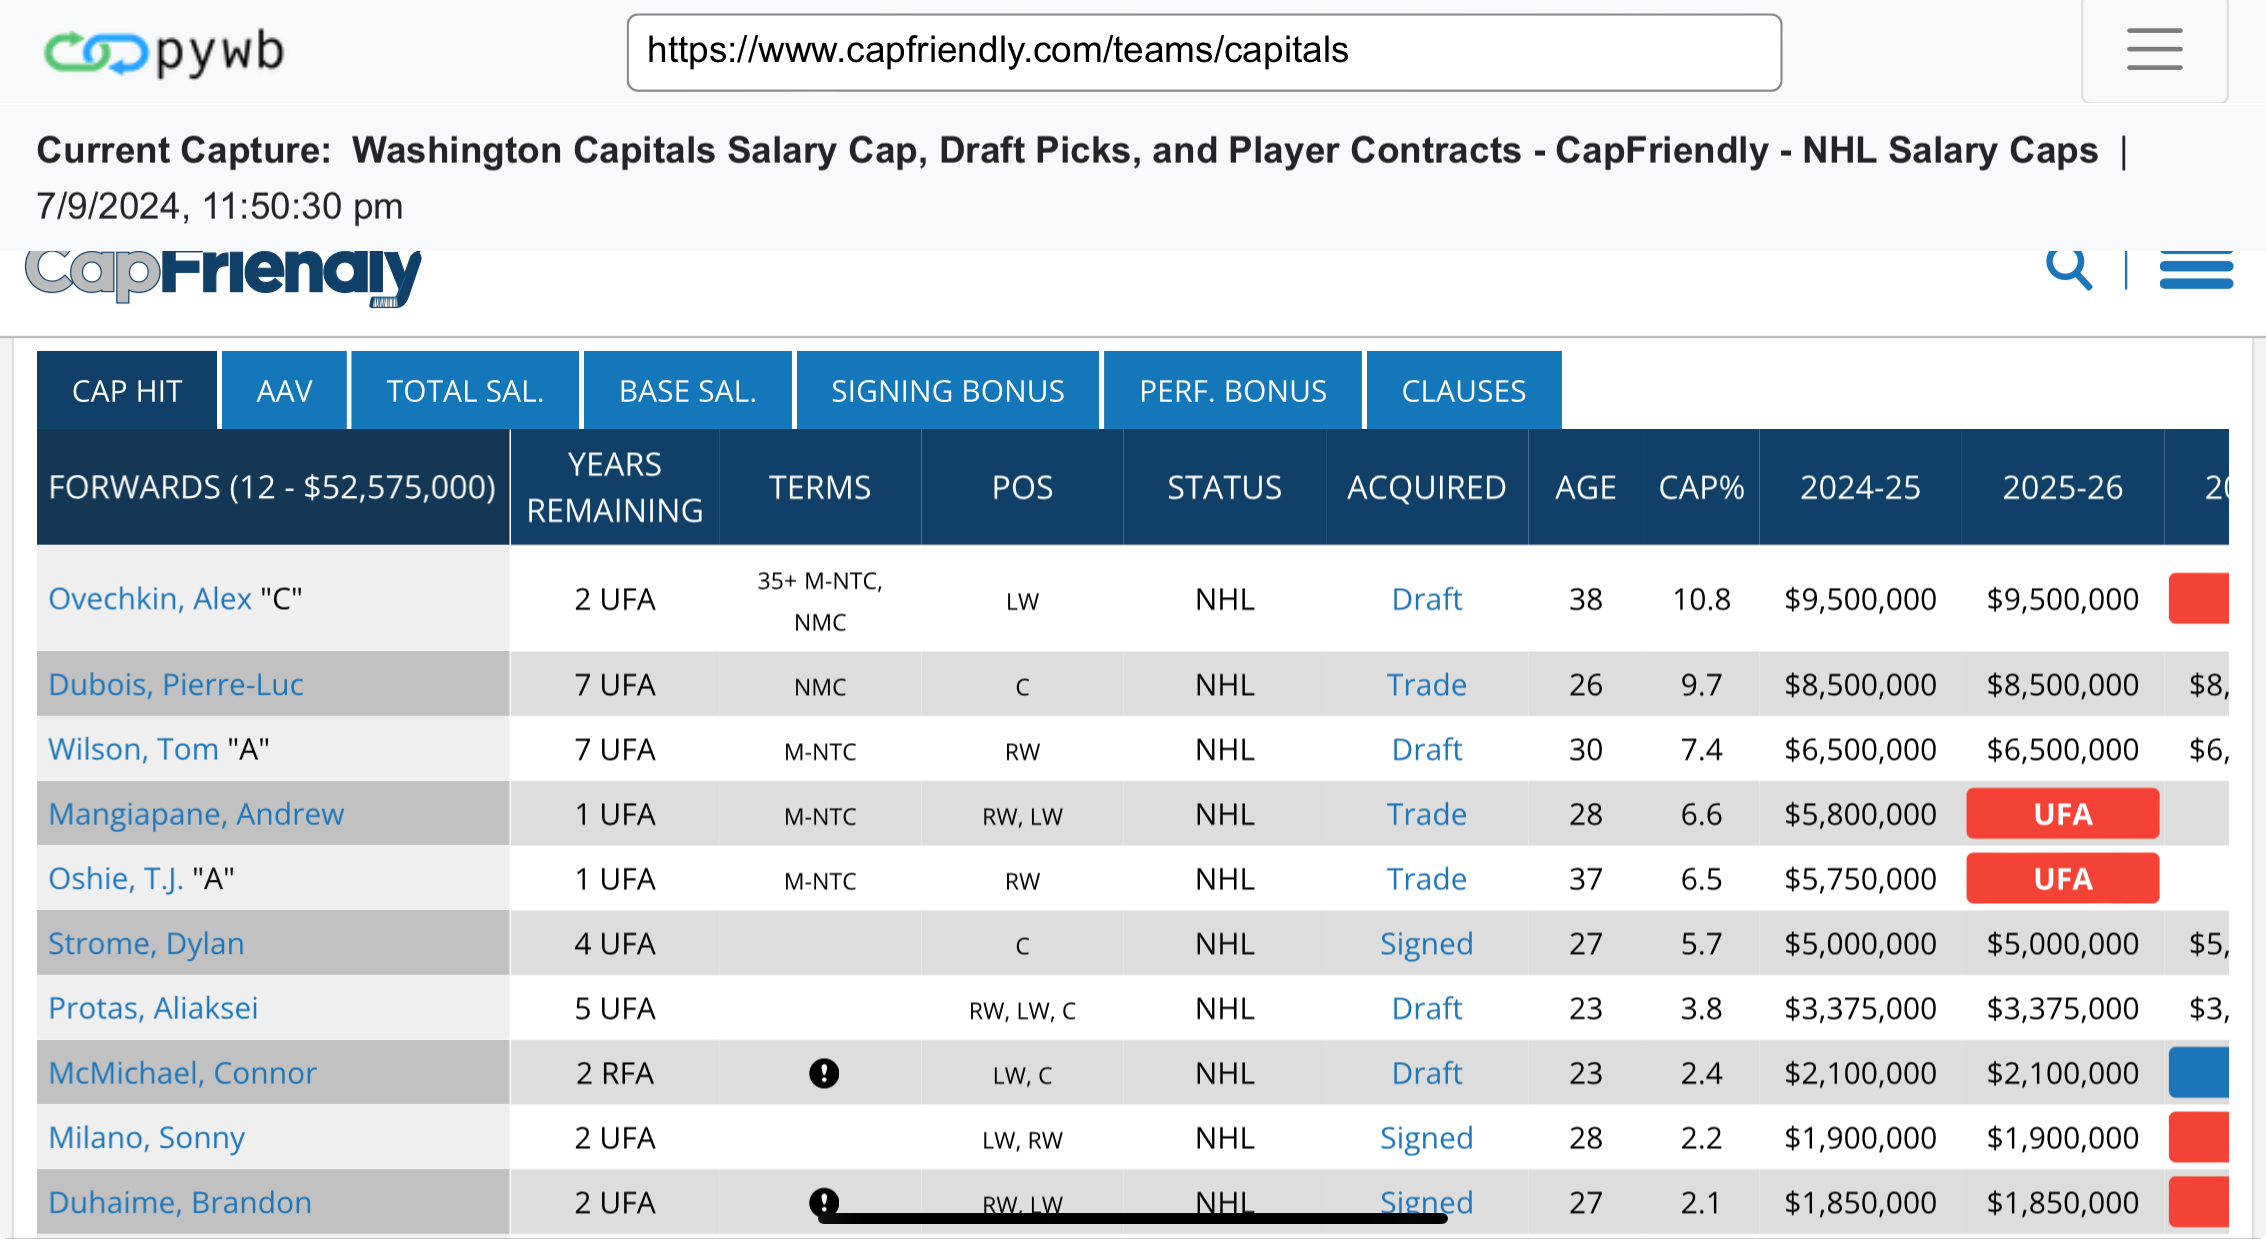 pywb
https://www.capfriendly.com/teams/capitals
Current Capture: Washington Capitals Salary Cap, Draft Picks, and Player Contracts - CapFriendly - NHL Salary Caps |
7/9/2024, 11:50:30 pm
CapFriendly
CAP HIT AAV TOTAL SAL. BASE SAL. SIGNING BONUS PERF. BONUS CLAUSES
FORWARDS (12 - $52,575,000) YEARS REMAINING TERMS POS STATUS ACQUIRED AGE CAP% 2024-25 2025-26 20
Ovechkin, Alex "C" 2 UFA 35+ M-NTC, NMC LW NHL Draft 38 10.8 $9,500,000 $9,500,000
Dubois, Pierre-Luc 7 UFA NMC C NHL Trade 26 9.7 $8,500,000 $8,500,000 $8,
Wilson, Tom "A" 7 UFA M-NTC RW NHL Draft 30 7.4 $6,500,000 $6,500,000 $6,
Mangiapane, Andrew 1 UFA M-NTC RW, LW NHL Trade 28 6.6 $5,800,000 UFA
Oshie, T.J. "A" 1 UFA M-NTC RW NHL Trade 37 6.5 $5,750,000 UFA
Strome, Dylan 4 UFA C NHL Signed 27 5.7 $5,000,000 $5,000,000 $5,
Protas, Aliaksei 5 UFA RW, LW, C NHL Draft 23 3.8 $3,375,000 $3,375,000 $3,
McMichael, Connor 2 RFA LW, C NHL Draft 23 2.4 $2,100,000 $2,100,000
Milano, Sonny 2 UFA LW, RW NHL Signed 28 2.2 $1,900,000 $1,900,000
Duhaime, Brandon 2 UFA RW, LW NHL Signed 27 2.1 $1,850,000 $1,850,000